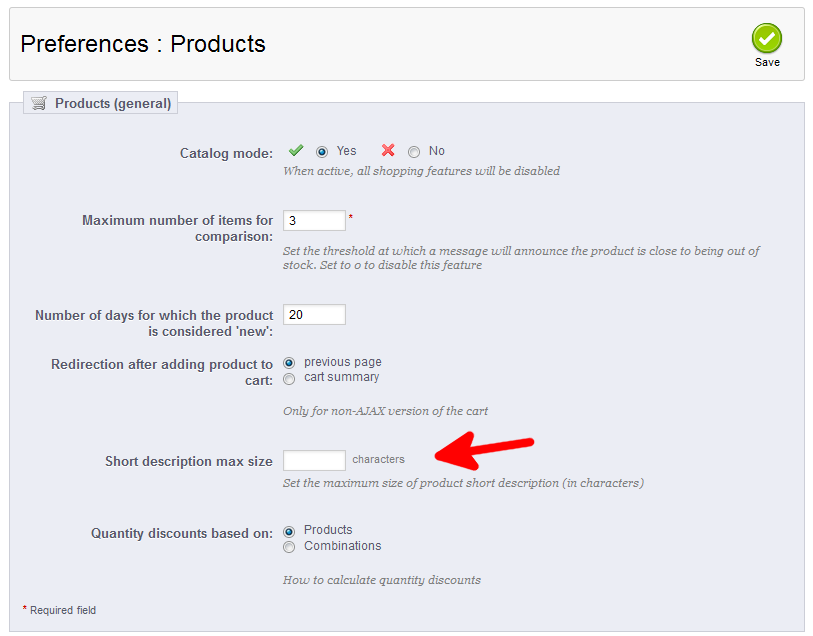 Preferences : Products
Save
Products (general)
Catalog mode:
Yes
No
When active, all shopping features will be disabled
Maximum number of items for
comparison:
3 *
Set the threshold at which a message will announce the product is close to being out of
stock. Set to 0 to disable this feature
Number of days for which the product
is considered 'new':
20
Redirection after adding product to
cart:
previous page
cart summary
Only for non-AJAX version of the cart
Short description max size
characters
Set the maximum size of product short description (in characters)
Quantity discounts based on:
Products
Combinations
How to calculate quantity discounts
* Required field